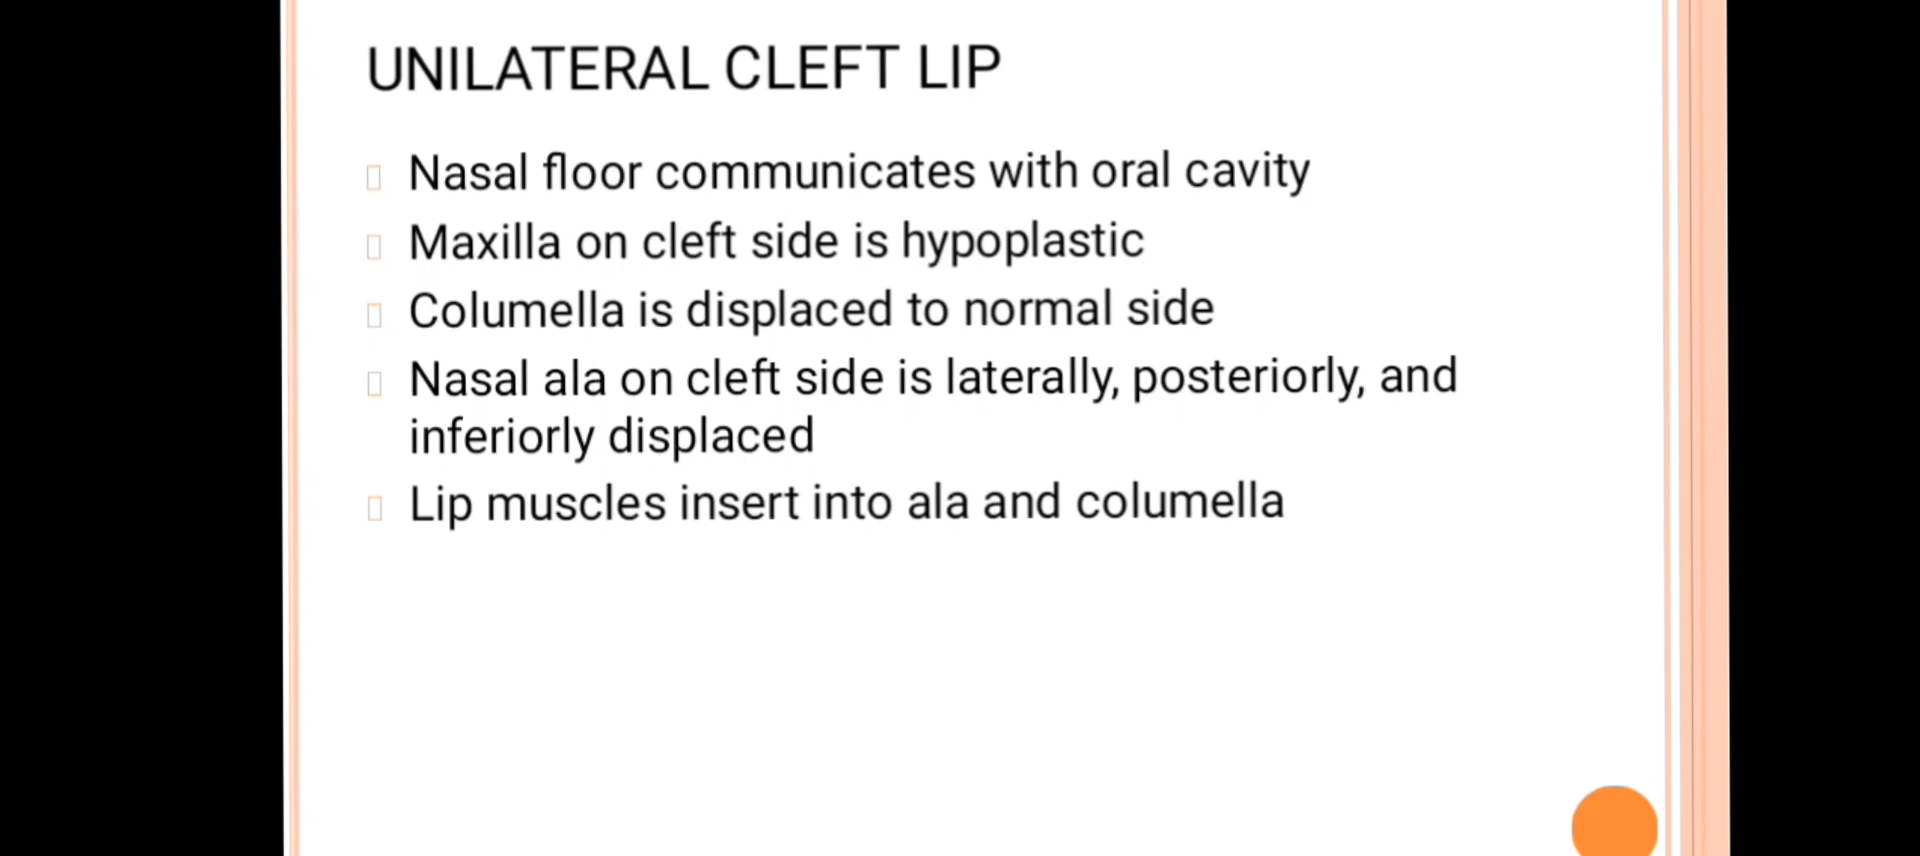 UNILATERAL CLEFT LIP
Nasal floor communicates with oral cavity
Maxilla on cleft side is hypoplastic
Columella is displaced to normal side
Nasal ala on cleft side is laterally, posteriorly, and
inferiorly displaced
Lip muscles insert into ala and columella